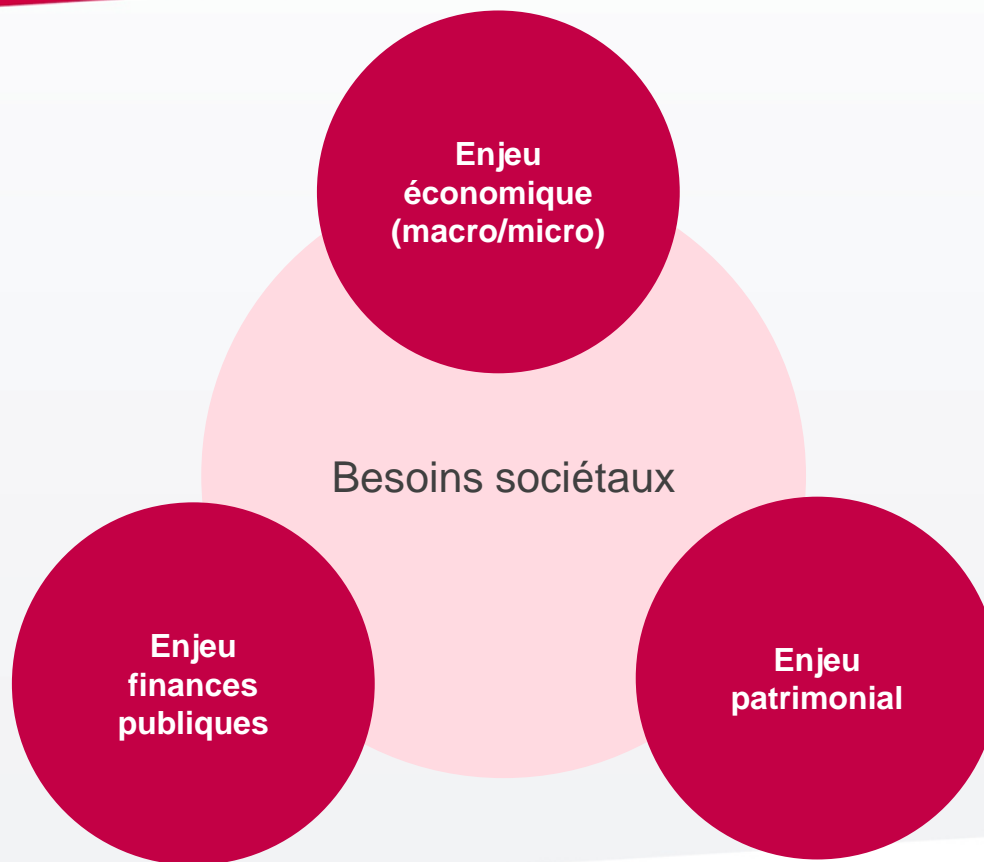 Enjeu
économique
(macro/micro)
Besoins sociétaux
Enjeu
finances
publiques
Enjeu
patrimonial